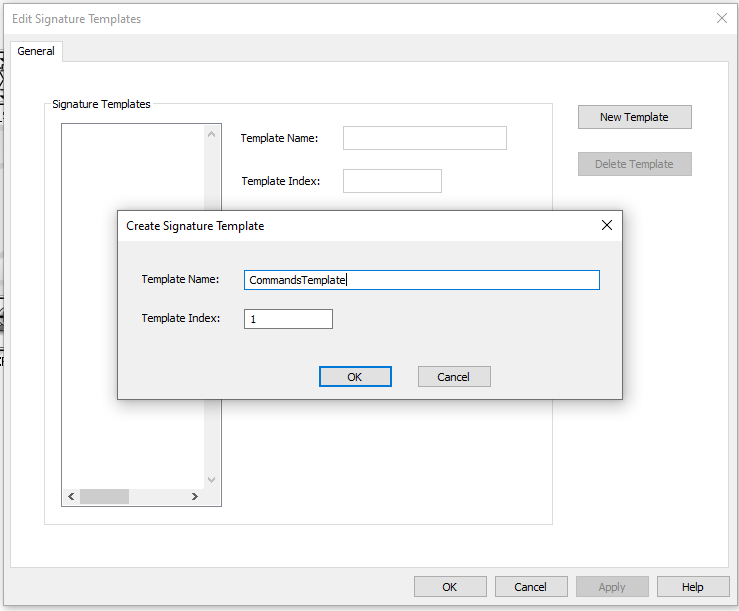 Edit Signature Templates
General
Signature Templates
New Template
Template Name:
Delete Template
Template Index:
Create Signature Template
Template Name: CommandsTemplate
Template Index: 1
OK Cancel
OK Cancel Apply Help